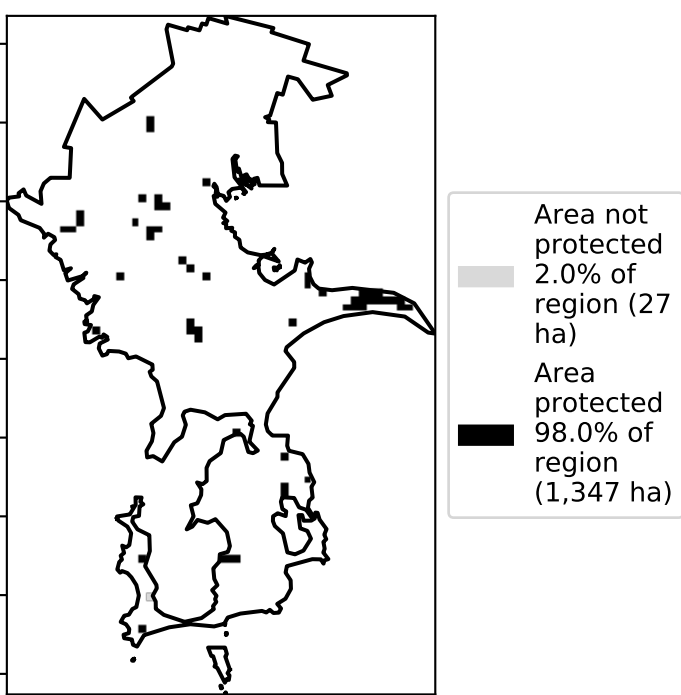 Area not
protected
2.0% of
region (27
ha)
Area
protected
98.0% of
region
(1,347 ha)